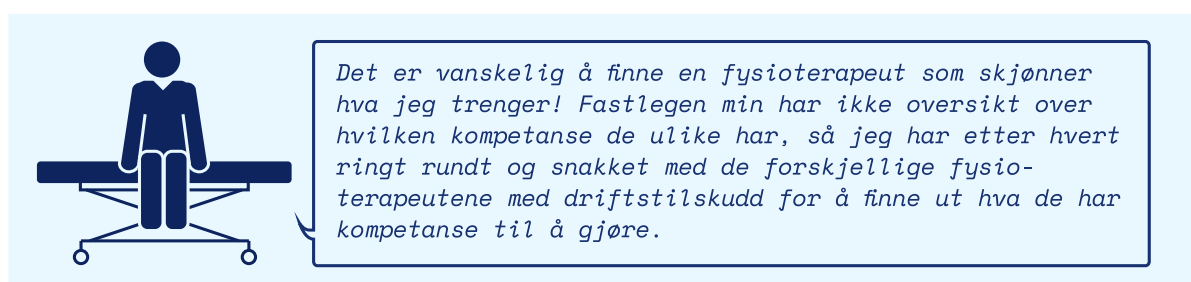 Det er vanskelig å finne en fysioterapeut som skjønner
hva jeg trenger! Fastlegen min har ikke oversikt over
hvilken kompetanse de ulike har, så jeg har etter hvert
ringt rundt og snakket med de forskjellige fysio-
terapeutene med driftstilskudd for å finne ut hva de har
kompetanse til å gjøre.